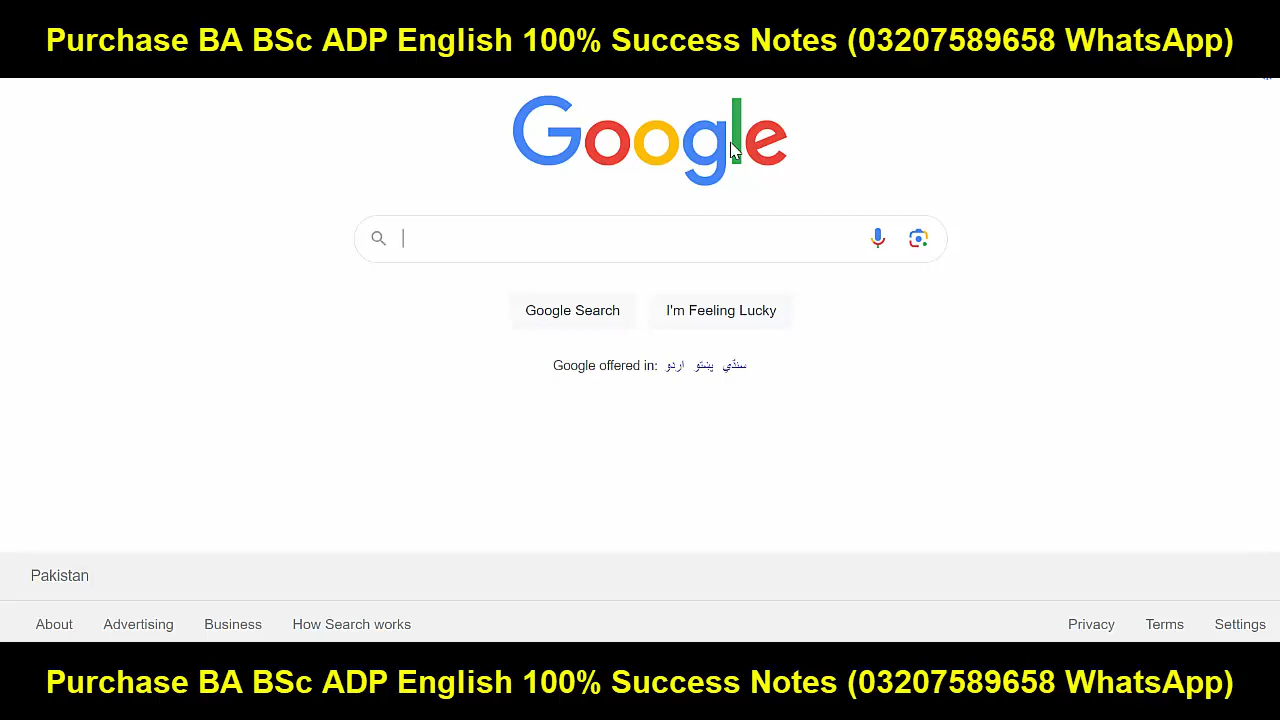 Purchase BA BSc ADP English 100% Success Notes (03207589658 WhatsApp)
Google
Google Search I'm Feeling Lucky
Google offered in: اردو پښتو سنڌي
Pakistan
About Advertising Business How Search works Privacy Terms Settings
Purchase BA BSc ADP English 100% Success Notes (03207589658 WhatsApp)